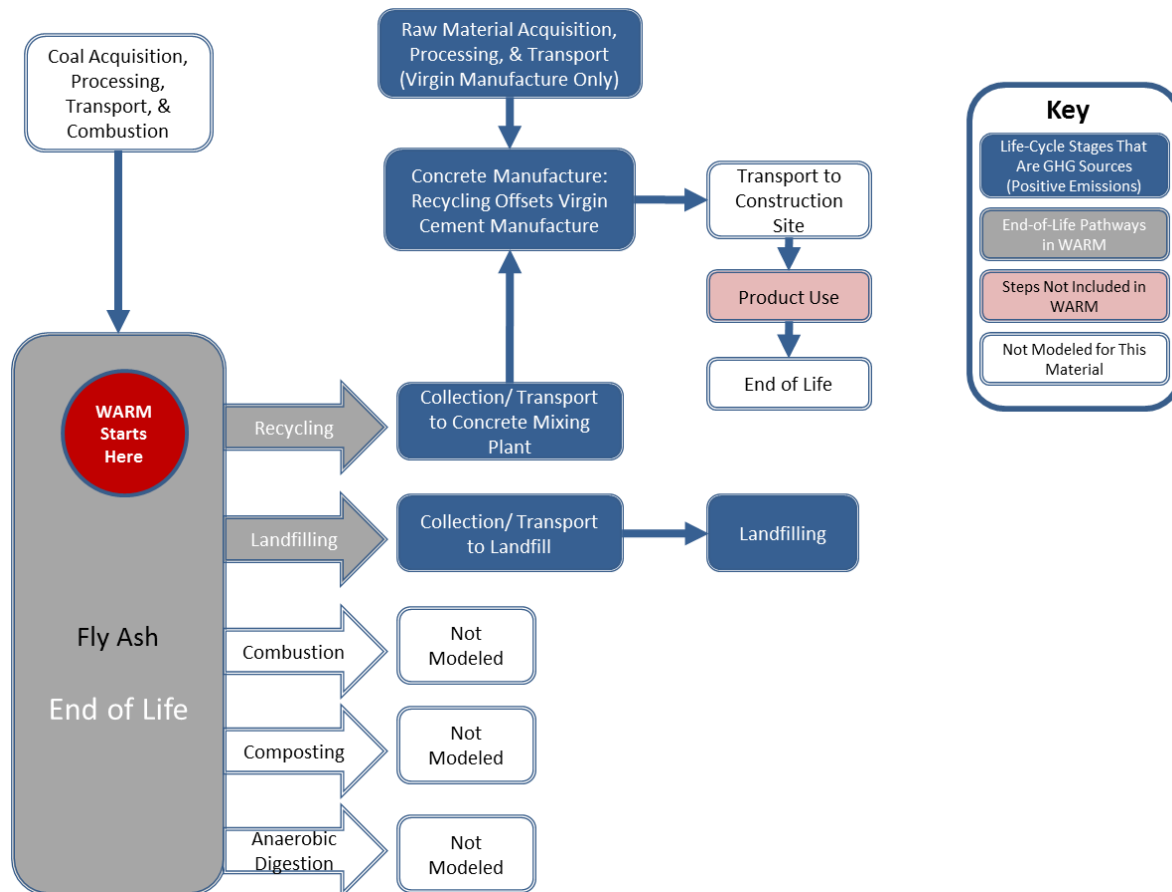 Coal Acquisition,
Processing,
Transport, &
Combustion
Raw Material Acquisition,
Processing, & Transport
(Virgin Manufacture Only)
Concrete Manufacture:
Recycling Offsets Virgin
Cement Manufacture
Transport to
Construction
Site
Product Use
End of Life
Key
Life-Cycle Stages That
Are GHG Sources
(Positive Emissions)
End-of-Life Pathways
in WARM
Steps Not Included in
WARM
Not Modeled for This
Material
WARM
Starts
Here
Fly Ash
End of Life
Recycling
Collection/ Transport
to Concrete Mixing
Plant
Landfilling
Collection/ Transport
to Landfill
Landfilling
Combustion
Not
Modeled
Composting
Not
Modeled
Anaerobic
Digestion
Not
Modeled